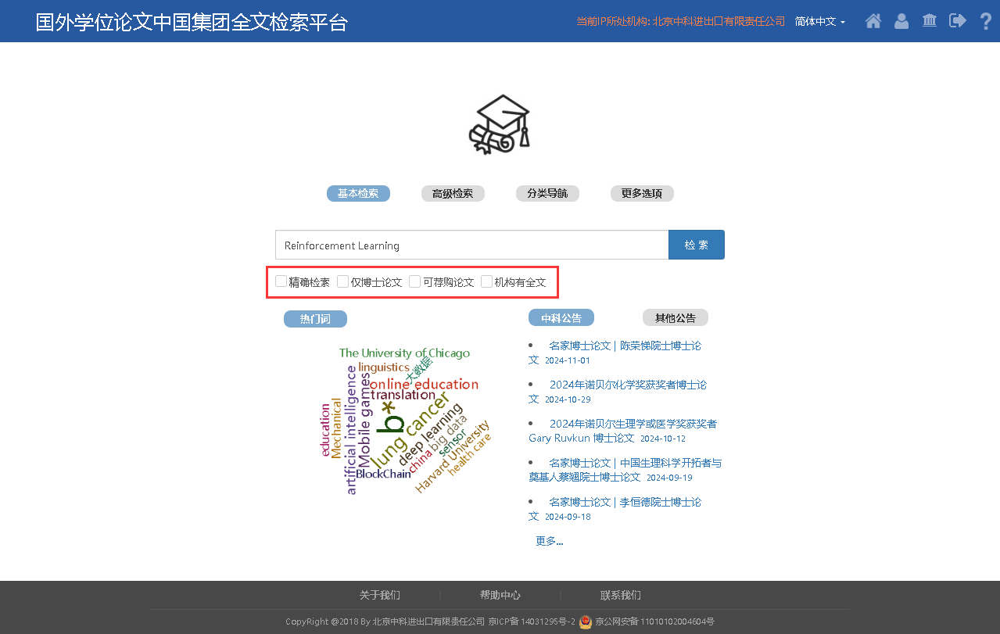 国外学位论文中国集团全文检索平台
当前IP所处机构: 北京中科进出口有限责任公司 简体中文
基本检索 高级检索 分类导航 更多选项
Reinforcement Learning 检 索
精确检索 仅博士论文 可荐购论文 机构有全文
热门词
The University of Chicago
linguistics
大数据
online education
translation
education
Mechanical
artificial intelligence
Mobile games
b*
lung cancer
deep learning
big data
china
sensor
Harvard University
health care
BlockChain
中科公告 其他公告
名家博士论文 | 陈荣悌院士博士论
文 2024-11-01
2024年诺贝尔化学奖获奖者博士论
文 2024-10-29
2024年诺贝尔生理学或医学奖获奖者
Gary Ruvkun 博士论文 2024-10-12
名家博士论文 | 中国生理科学开拓者与
奠基人蔡翘院士博士论文 2024-09-19
名家博士论文 | 李恒德院士博士论
文 2024-09-18
更多...
关于我们 | 帮助中心 | 联系我们
CopyRight @2018 By 北京中科进出口有限责任公司 京ICP备14031295号-2 京公网安备11010102004604号